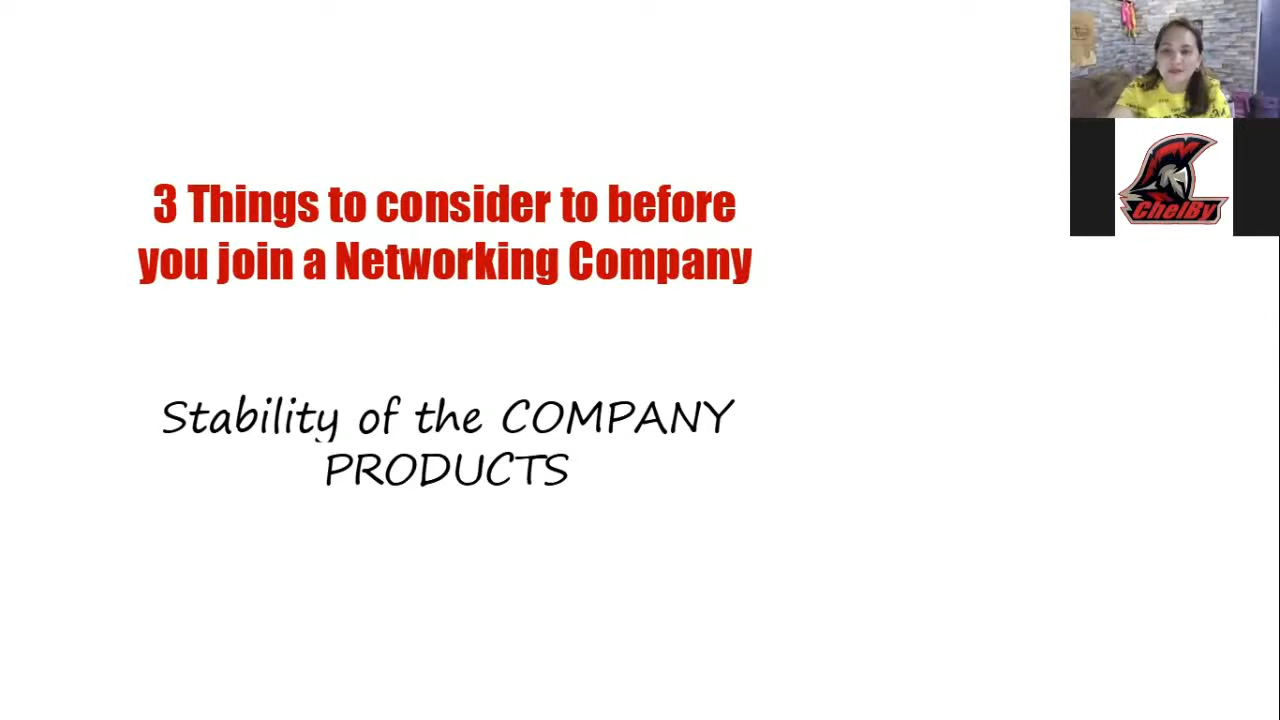 3 Things to consider to before
you join a Networking Company
Stability of the COMPANY
PRODUCTS
ChelBy